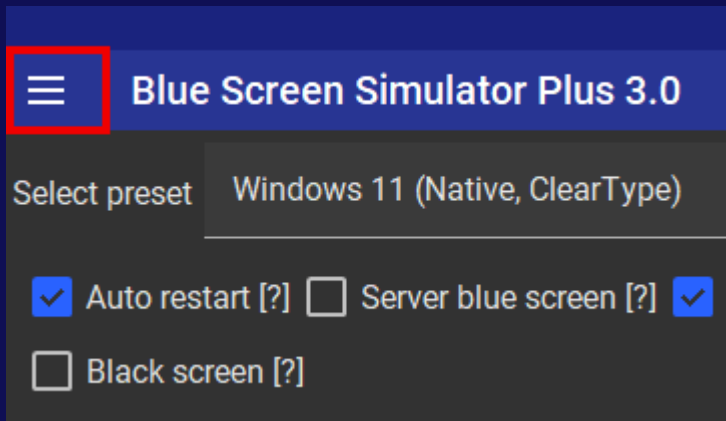 Blue Screen Simulator Plus 3.0
Select preset Windows 11 (Native, ClearType)
Auto restart [?] Server blue screen [?]
Black screen [?]